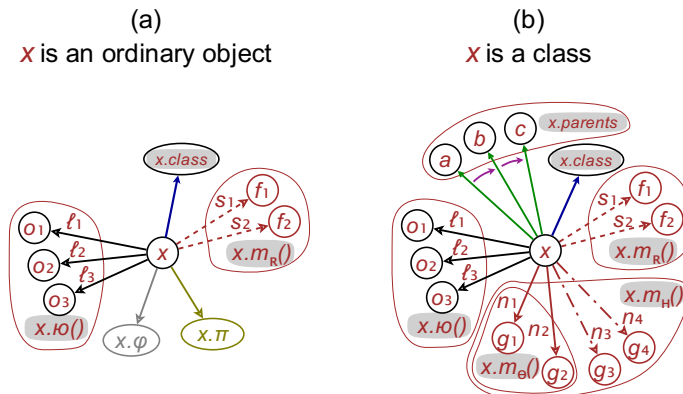 (a)
x is an ordinary object
x.class
s1
f1
s2
f2
x.mR()
o1
ℓ1
o2
ℓ2
o3
ℓ3
x.ю()
x
x.φ
x.π
(b)
x is a class
a
b
c
x.parents
x.class
s1
f1
s2
f2
x.mR()
o1
ℓ1
o2
ℓ2
o3
ℓ3
x.ю()
x
n1
n2
n3
n4
x.mH()
g1
g2
g3
g4
x.mɵ()